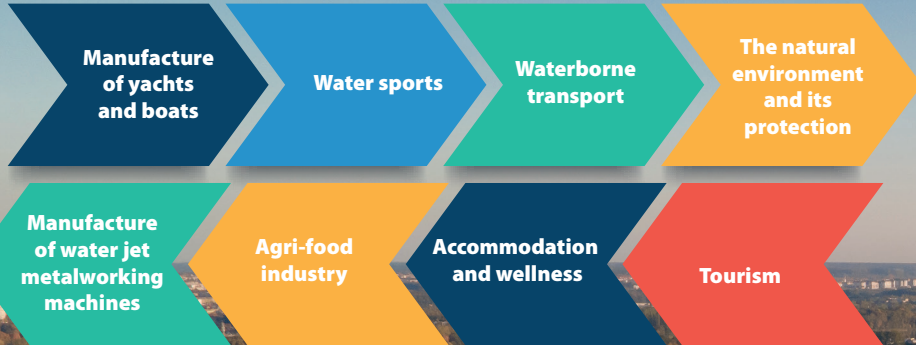 Manufacture
of yachts
and boats
Water sports
Waterborne
transport
The natural
environment
and its
protection
Manufacture
of water jet
metalworking
machines
Agri-food
industry
Accommodation
and wellness
Tourism